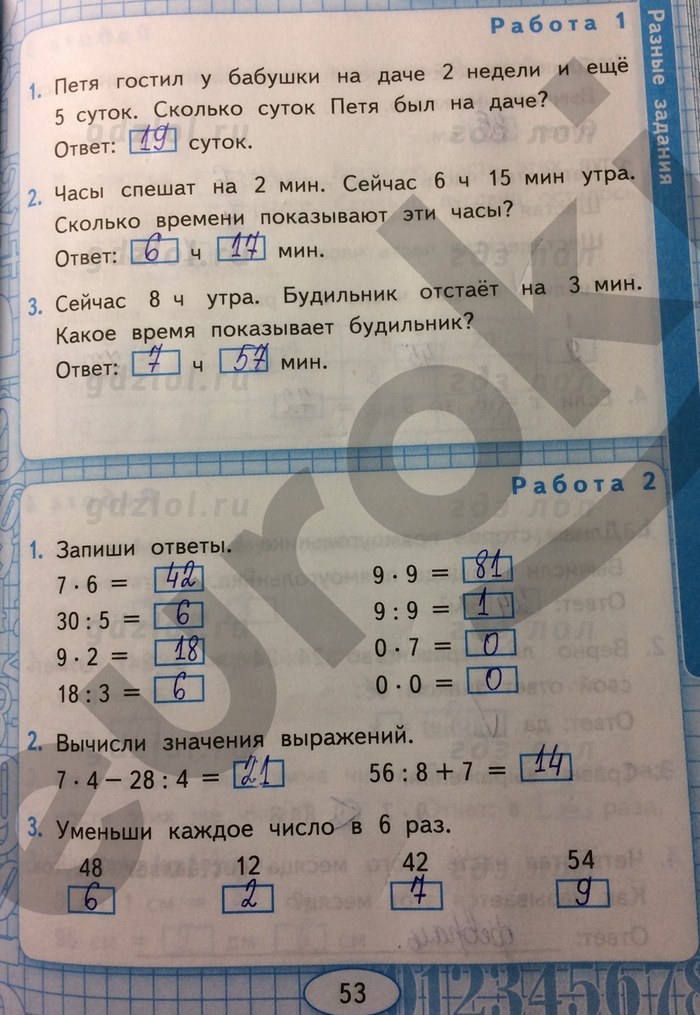 Работа 1
Разные задания
1. Петя гостил у бабушки на даче 2 недели и ещё
5 суток. Сколько суток Петя был на даче?
Ответ: 19 суток.
2. Часы спешат на 2 мин. Сейчас 6 ч 15 мин утра.
Сколько времени показывают эти часы?
Ответ: 6 ч 17 мин.
3. Сейчас 8 ч утра. Будильник отстаёт на 3 мин.
Какое время показывает будильник?
Ответ: 7 ч 57 мин.
Работа 2
1. Запиши ответы.
7 · 6 = 42 9 · 9 = 81
30 : 5 = 6 9 : 9 = 1
9 · 2 = 18 0 · 7 = 0
18 : 3 = 6 0 · 0 = 0
2. Вычисли значения выражений.
7 · 4 − 28 : 4 = 21 56 : 8 + 7 = 14
3. Уменьши каждое число в 6 раз.
48 12 42 54
6 2 7 9
53
012345678
gdzlol.ru
гдз лол
euroki